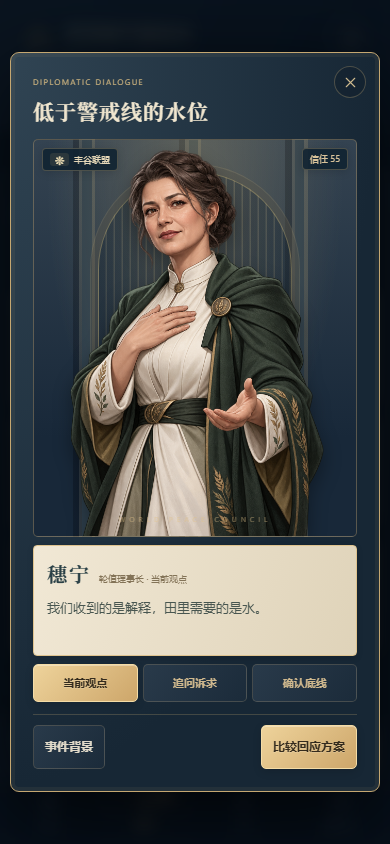 DIPLOMATIC DIALOGUE
低于警戒线的水位
丰谷联盟
信任 55
COUNCIL
穗宁 轮值理事长 · 当前观点
我们收到的是解释，田里需要的是水。
当前观点
追问诉求
确认底线
事件背景
比较回应方案